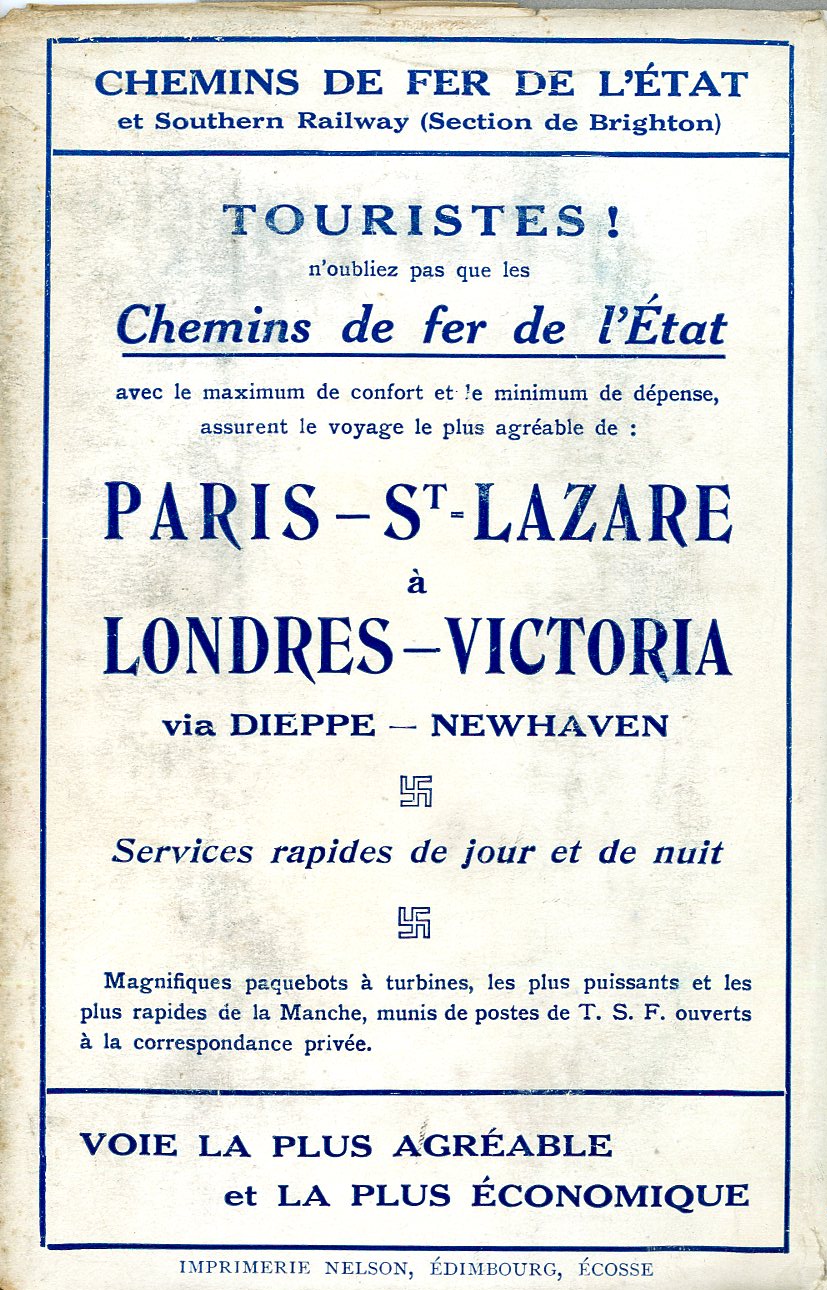 CHEMINS DE FER DE L'ÉTAT
et Southern Railway (Section de Brighton)
TOURISTES !
n'oubliez pas que les
Chemins de fer de l'État
avec le maximum de confort et le minimum de dépense,
assurent le voyage le plus agréable de :
PARIS – ST-LAZARE
à
LONDRES – VICTORIA
via DIEPPE — NEWHAVEN
Services rapides de jour et de nuit
Magnifiques paquebots à turbines, les plus puissants et les
plus rapides de la Manche, munis de postes de T. S. F. ouverts
à la correspondance privée.
VOIE LA PLUS AGRÉABLE
et LA PLUS ÉCONOMIQUE
IMPRIMERIE NELSON, ÉDIMBOURG, ÉCOSSE